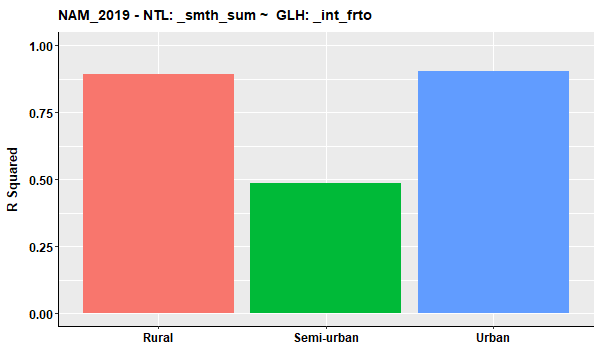 NAM_2019 - NTL: _smth_sum ~  GLH: _int_frto
1.00
0.75
0.50
0.25
0.00
R Squared
Rural
Semi-urban
Urban